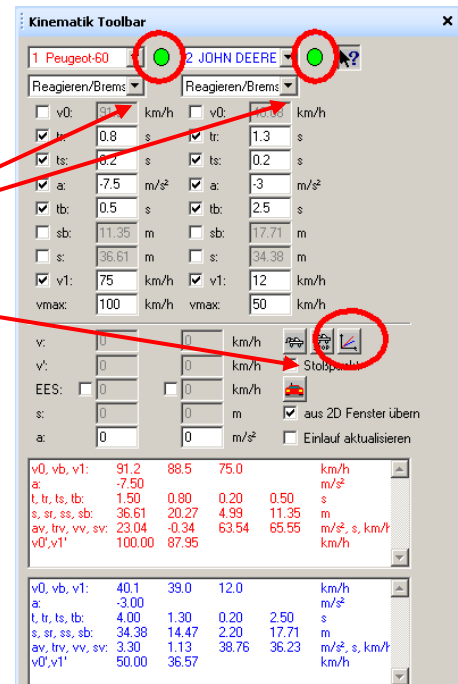 Kinematik Toolbar x
1 Peugeot-60 2 JOHN DEERE ?
Reagieren/Brems Reagieren/Brems
v0: km/h v0: km/h
tr: 0.8 s tr: 1.3 s
ts: 0.2 s ts: 0.2 s
a: -7.5 m/s² a: -3 m/s²
tb: 0.5 s tb: 2.5 s
sb: 11.35 m sb: 17.71 m
s: 36.61 m s: 34.38 m
v1: 75 km/h v1: 12 km/h
vmax: 100 km/h vmax: 50 km/h
v: 0 0 km/h
v': 0 0 km/h
EES: 0 0 km/h
s: 0 0 m aus 2D Fenster übern
a: 0 0 m/s² Einlauf aktualisieren
v0, vb, v1: 91.2 88.5 75.0 km/h
a: -7.50 m/s²
t, tr, ts, tb: 1.50 0.80 0.20 0.50 s
s, sr, ss, sb: 36.61 20.27 4.99 11.35 m
av, trv, vv, sv: 23.04 -0.34 63.54 65.55 m/s², s, km/h
v0',v1' 100.00 87.95 km/h
v0, vb, v1: 40.1 39.0 12.0 km/h
a: -3.00 m/s²
t, tr, ts, tb: 4.00 1.30 0.20 2.50 s
s, sr, ss, sb: 34.38 14.47 2.20 17.71 m
av, trv, vv, sv: 3.30 1.13 38.76 36.23 m/s², s, km/h
v0',v1' 50.00 36.57 km/h